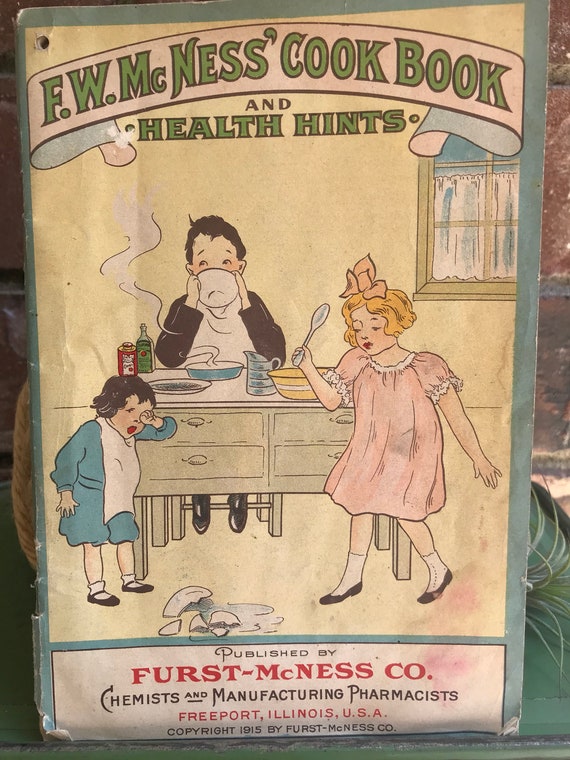 F.W. McNESS' COOK BOOK
AND
·HEALTH HINTS·
PUBLISHED BY
FURST-McNESS CO.
CHEMISTS AND MANUFACTURING PHARMACISTS
FREEPORT, ILLINOIS, U.S.A.
COPYRIGHT 1915 BY FURST-McNESS CO.